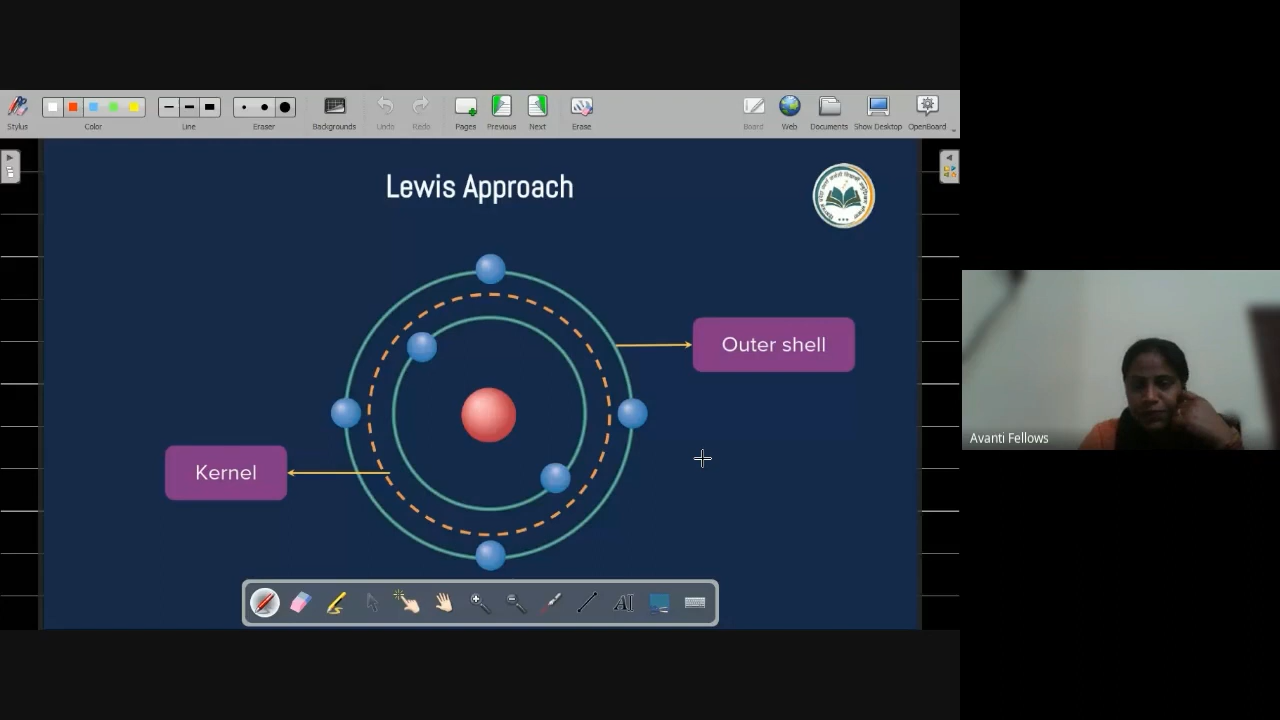 Stylus
Color
Line
Eraser
Backgrounds
Undo
Redo
Pages
Previous
Next
Erase
Board
Web
Documents
Show Desktop
OpenBoard
Lewis Approach
Outer shell
Kernel
Avanti Fellows
AI